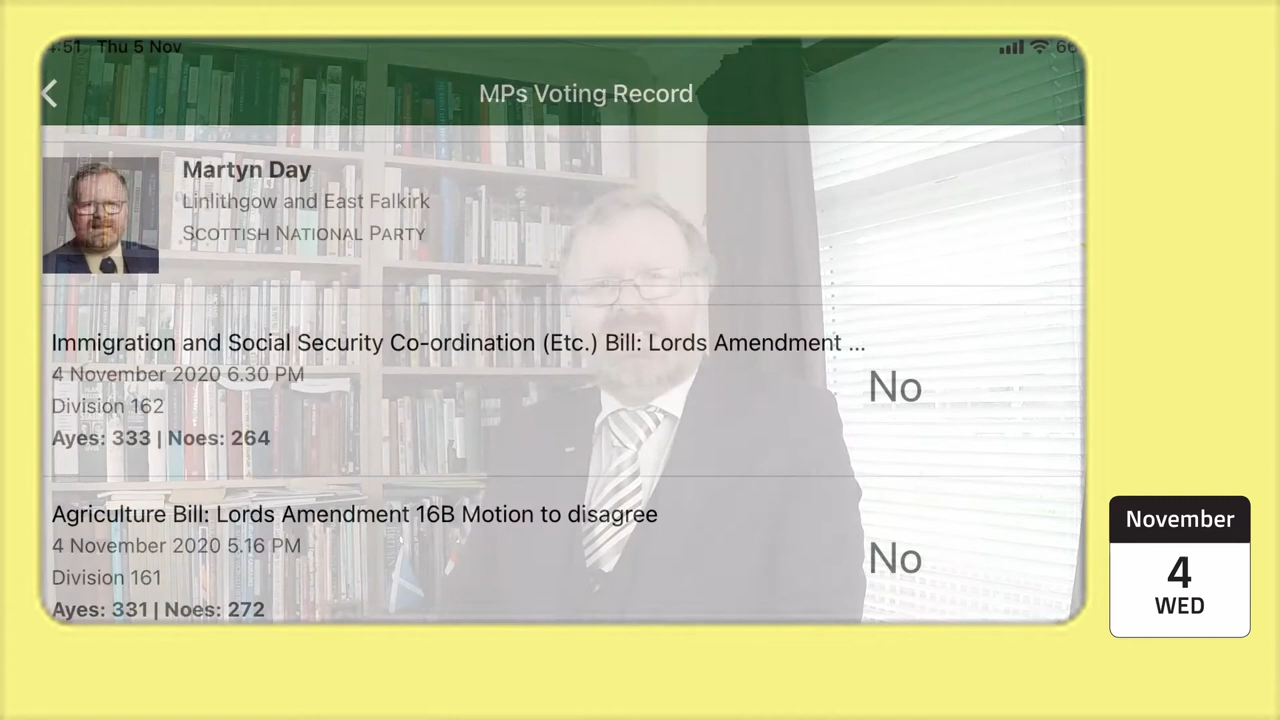 :51 Thu 5 Nov
MPs Voting Record
Martyn Day
Linlithgow and East Falkirk
SCOTTISH NATIONAL PARTY
Immigration and Social Security Co-ordination (Etc.) Bill: Lords Amendment ...
4 November 2020 6.30 PM
Division 162
No
Ayes: 333 | Noes: 264
Agriculture Bill: Lords Amendment 16B Motion to disagree
4 November 2020 5.16 PM
Division 161
No
Ayes: 331 | Noes: 272
November
4
WED